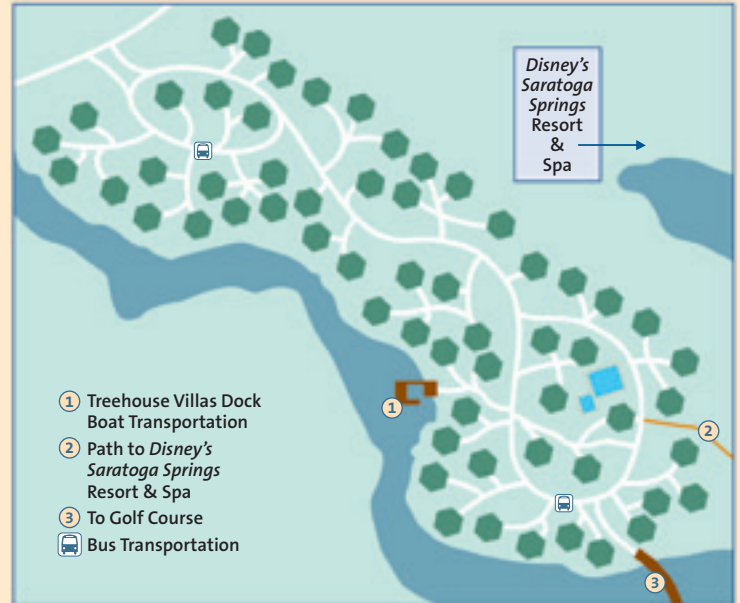 Disney's
Saratoga
Springs
Resort
&
Spa
1
2
3
1 Treehouse Villas Dock
Boat Transportation
2 Path to Disney's
Saratoga Springs
Resort & Spa
3 To Golf Course
Bus Transportation